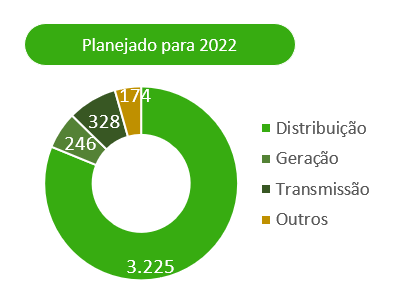 Planejado para 2022
174
328
246
3.225
Distribuição
Geração
Transmissão
Outros